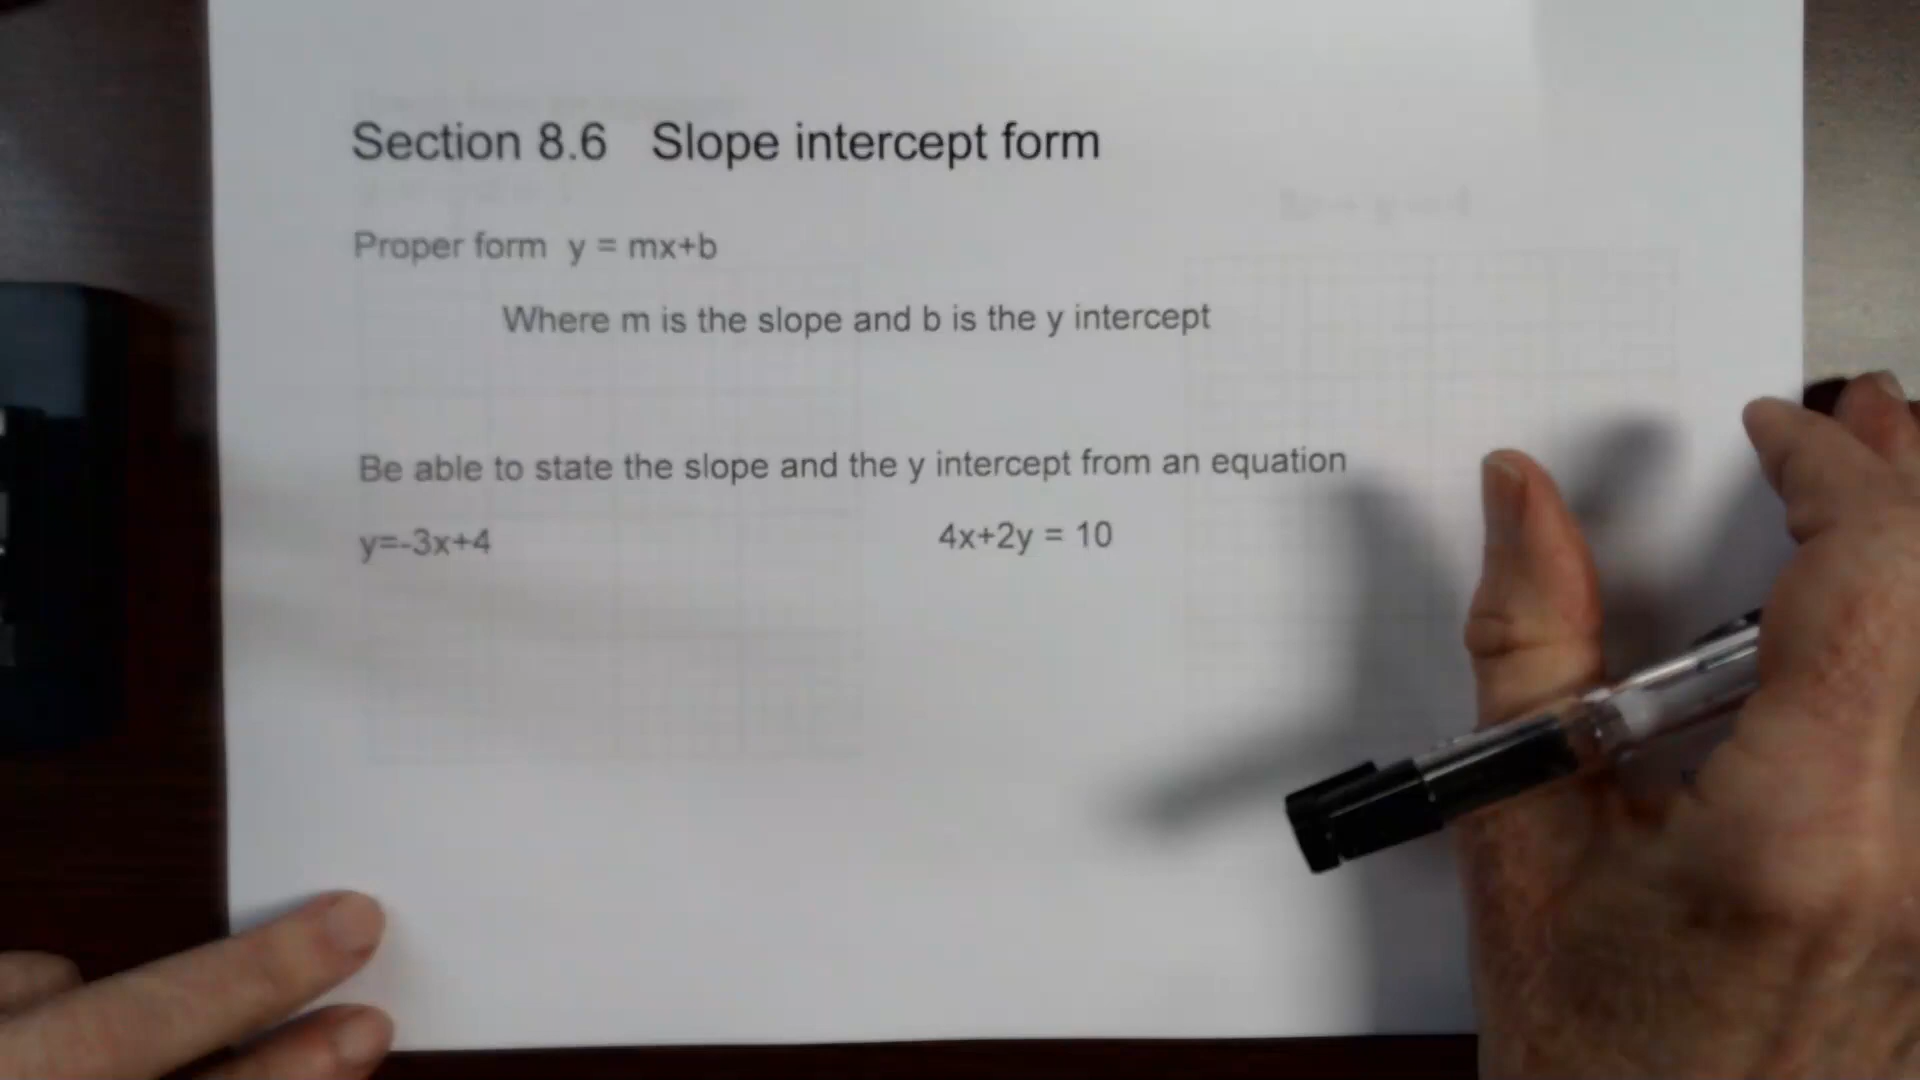 Section 8.6 Slope intercept form
Proper form y = mx+b
Where m is the slope and b is the y intercept
Be able to state the slope and the y intercept from an equation
y=-3x+4
4x+2y = 10